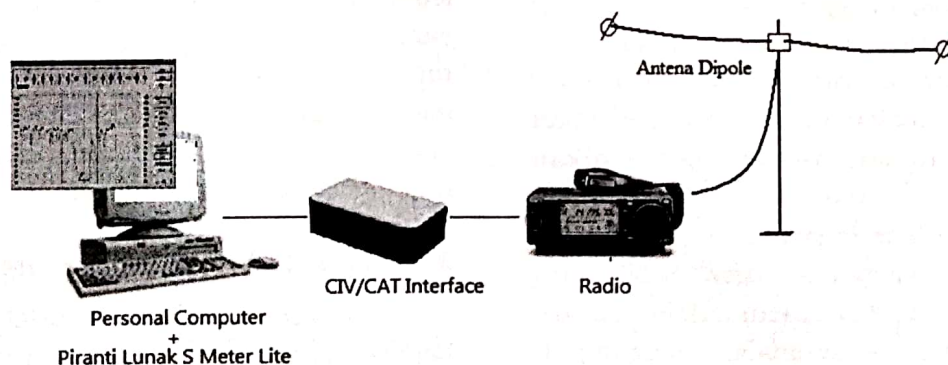 Antena Dipole
CIV/CAT Interface
Radio
Personal Computer
+
Piranti Lunak S Meter Lite